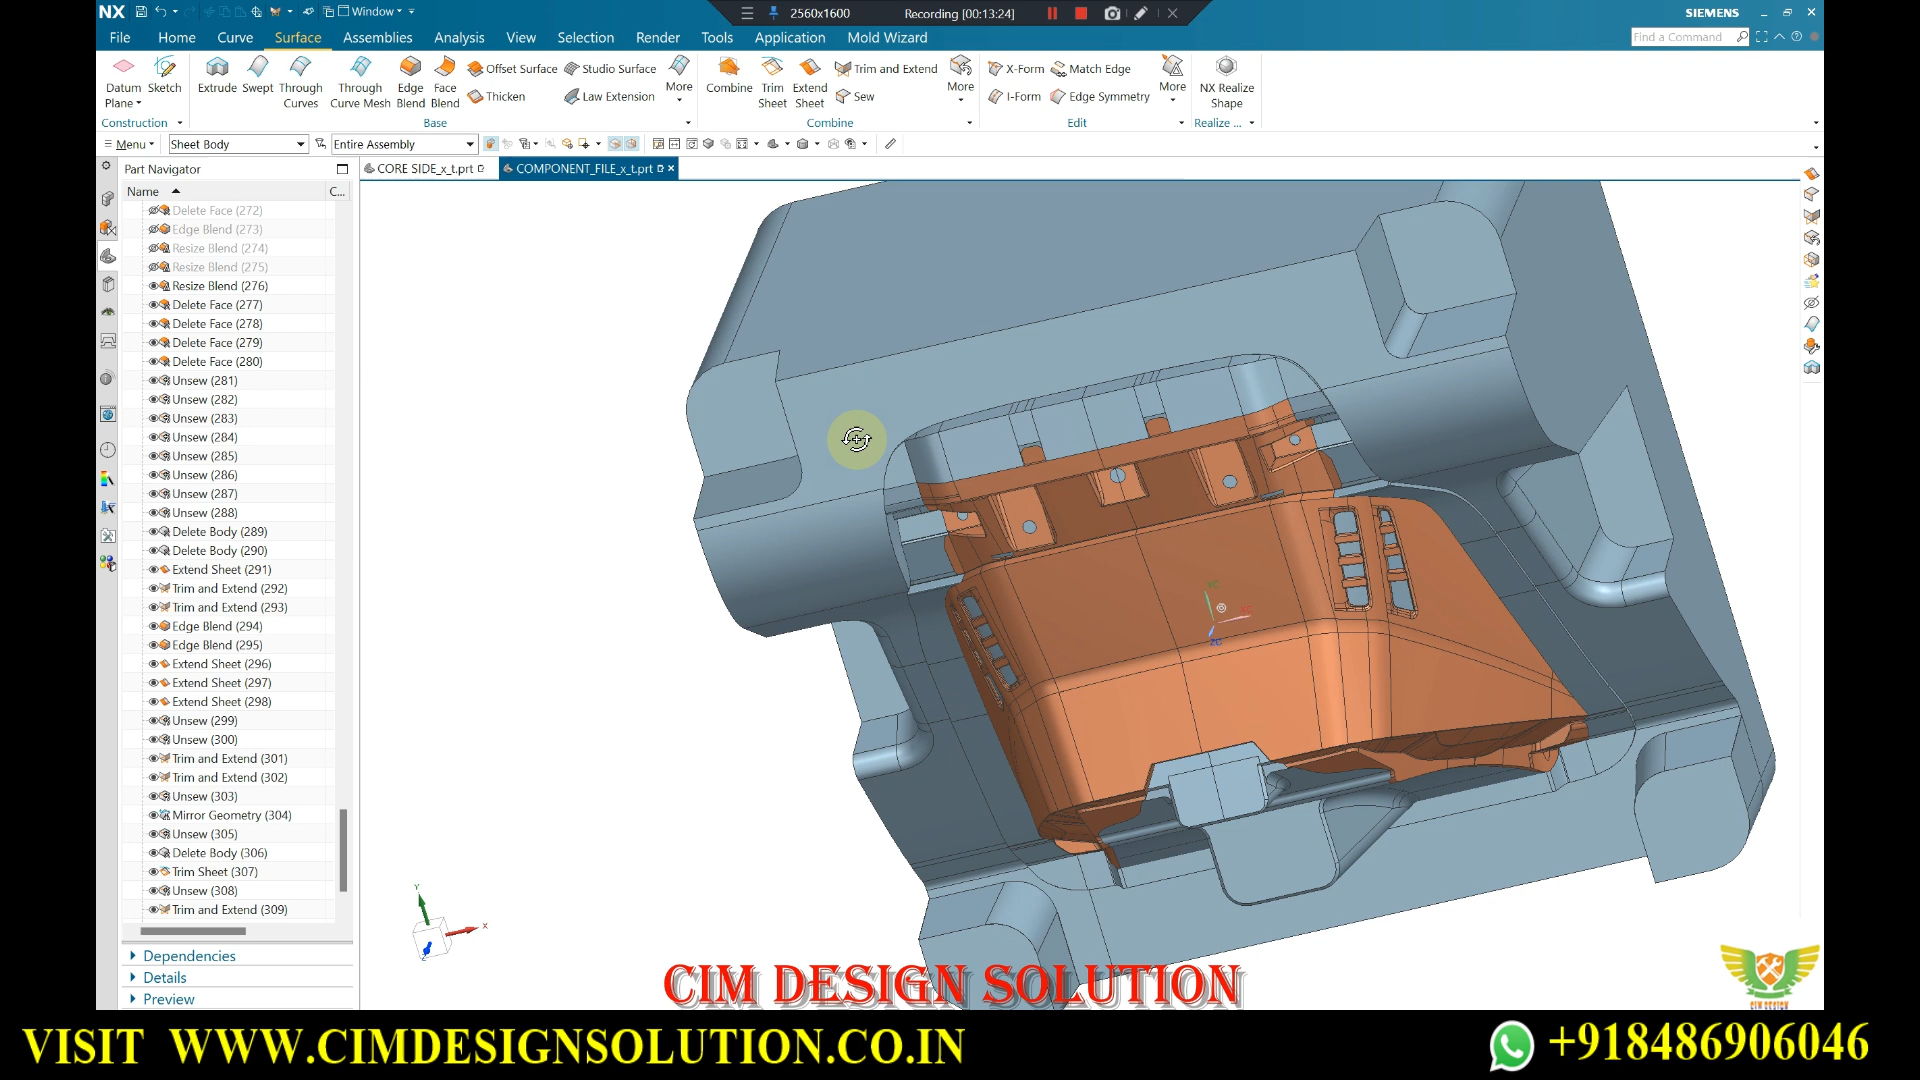 NX
Window
2560x1600
Recording [00:13:24]
SIEMENS
File
Home
Curve
Surface
Assemblies
Analysis
View
Selection
Render
Tools
Application
Mold Wizard
Find a Command
Datum Plane
Sketch
Extrude
Swept
Through Curves
Through Curve Mesh
Edge Blend
Face Blend
Offset Surface
Thicken
Studio Surface
Law Extension
More
Combine
Trim Sheet
Extend Sheet
Trim and Extend
Sew
More
X-Form
I-Form
Match Edge
Edge Symmetry
More
NX Realize Shape
Construction
Base
Combine
Edit
Realize ...
Menu
Sheet Body
Entire Assembly
Part Navigator
CORE SIDE_x_t.prt
COMPONENT_FILE_x_t.prt
Name
C...
Delete Face (272)
Edge Blend (273)
Resize Blend (274)
Resize Blend (275)
Resize Blend (276)
Delete Face (277)
Delete Face (278)
Delete Face (279)
Delete Face (280)
Unsew (281)
Unsew (282)
Unsew (283)
Unsew (284)
Unsew (285)
Unsew (286)
Unsew (287)
Unsew (288)
Delete Body (289)
Delete Body (290)
Extend Sheet (291)
Trim and Extend (292)
Trim and Extend (293)
Edge Blend (294)
Edge Blend (295)
Extend Sheet (296)
Extend Sheet (297)
Extend Sheet (298)
Unsew (299)
Unsew (300)
Trim and Extend (301)
Trim and Extend (302)
Unsew (303)
Mirror Geometry (304)
Unsew (305)
Delete Body (306)
Trim Sheet (307)
Unsew (308)
Trim and Extend (309)
Dependencies
Details
Preview
Y
X
Z
ZC
CIM DESIGN SOLUTION
CIM DESIGN
VISIT WWW.CIMDESIGNSOLUTION.CO.IN
+918486906046